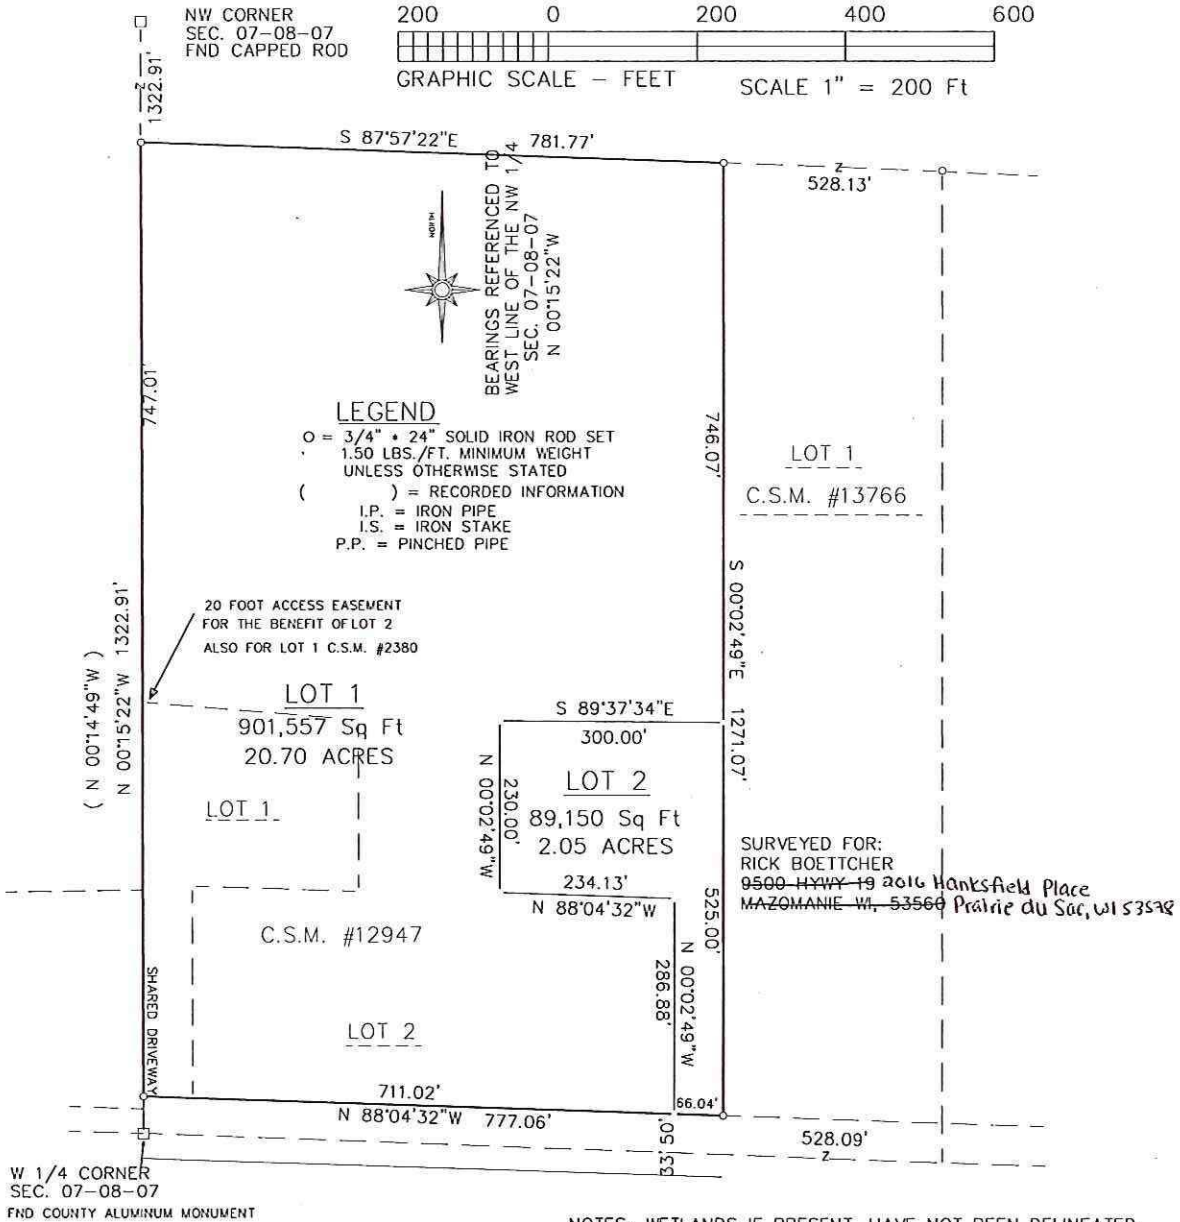 NW CORNER
SEC. 07-08-07
FND CAPPED ROD
200 0 200 400 600
GRAPHIC SCALE - FEET
SCALE 1" = 200 Ft
1322.91'
Z
S 87°57'22"E 781.77'
Z
528.13'
NORTH
BEARINGS REFERENCED TO
WEST LINE OF THE NW 1/4
SEC. 07-08-07
N 00°15'22"W
747.01'
LEGEND
O = 3/4" • 24" SOLID IRON ROD SET
1.50 LBS./FT. MINIMUM WEIGHT
UNLESS OTHERWISE STATED
( ) = RECORDED INFORMATION
I.P. = IRON PIPE
I.S. = IRON STAKE
P.P. = PINCHED PIPE
746.07'
LOT 1
C.S.M. #13766
20 FOOT ACCESS EASEMENT
FOR THE BENEFIT OF LOT 2
ALSO FOR LOT 1 C.S.M. #2380
( N 00°14'49"W )
N 00°15'22"W 1322.91'
S 00°02'49"E 1271.07'
LOT 1
901,557 Sq Ft
20.70 ACRES
S 89°37'34"E
300.00'
N 00°02'49"W
230.00'
LOT 2
89,150 Sq Ft
2.05 ACRES
LOT 1
234.13'
N 88°04'32"W
525.00'
SURVEYED FOR:
RICK BOETTCHER
9500 HYWY 19 2016 Hanksfield Place
MAZOMANIE WI, 53560 Prairie du Sac, WI 53578
C.S.M. #12947
N 00°02'49"W
286.88'
SHARED DRIVEWAY
LOT 2
711.02'
66.04'
N 88°04'32"W 777.06'
33.50'
528.09'
Z
W 1/4 CORNER
SEC. 07-08-07
FND COUNTY ALUMINUM MONUMENT
NOTES: WETLANDS IF PRESENT HAVE NOT BEEN DELINEATED